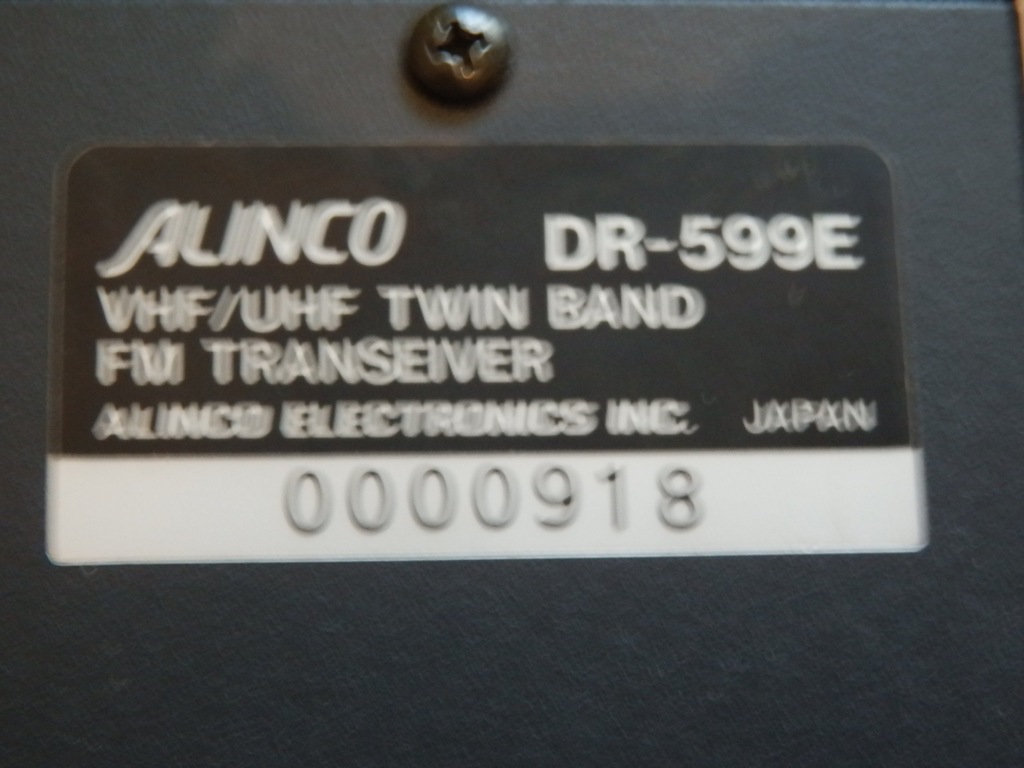 ALINCO DR-599E
VHF/UHF TWIN BAND
FM TRANSEIVER
ALINCO ELECTRONICS INC. JAPAN
0000918